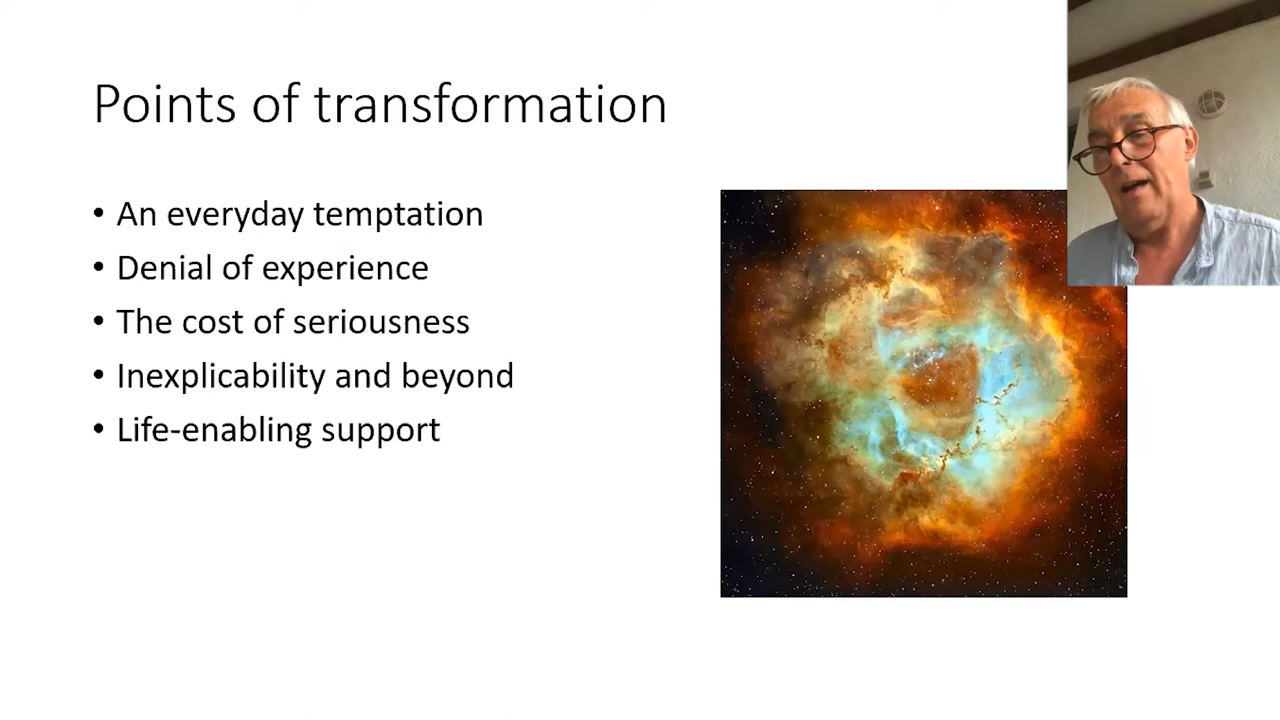 Points of transformation
• An everyday temptation
• Denial of experience
• The cost of seriousness
• Inexplicability and beyond
• Life-enabling support